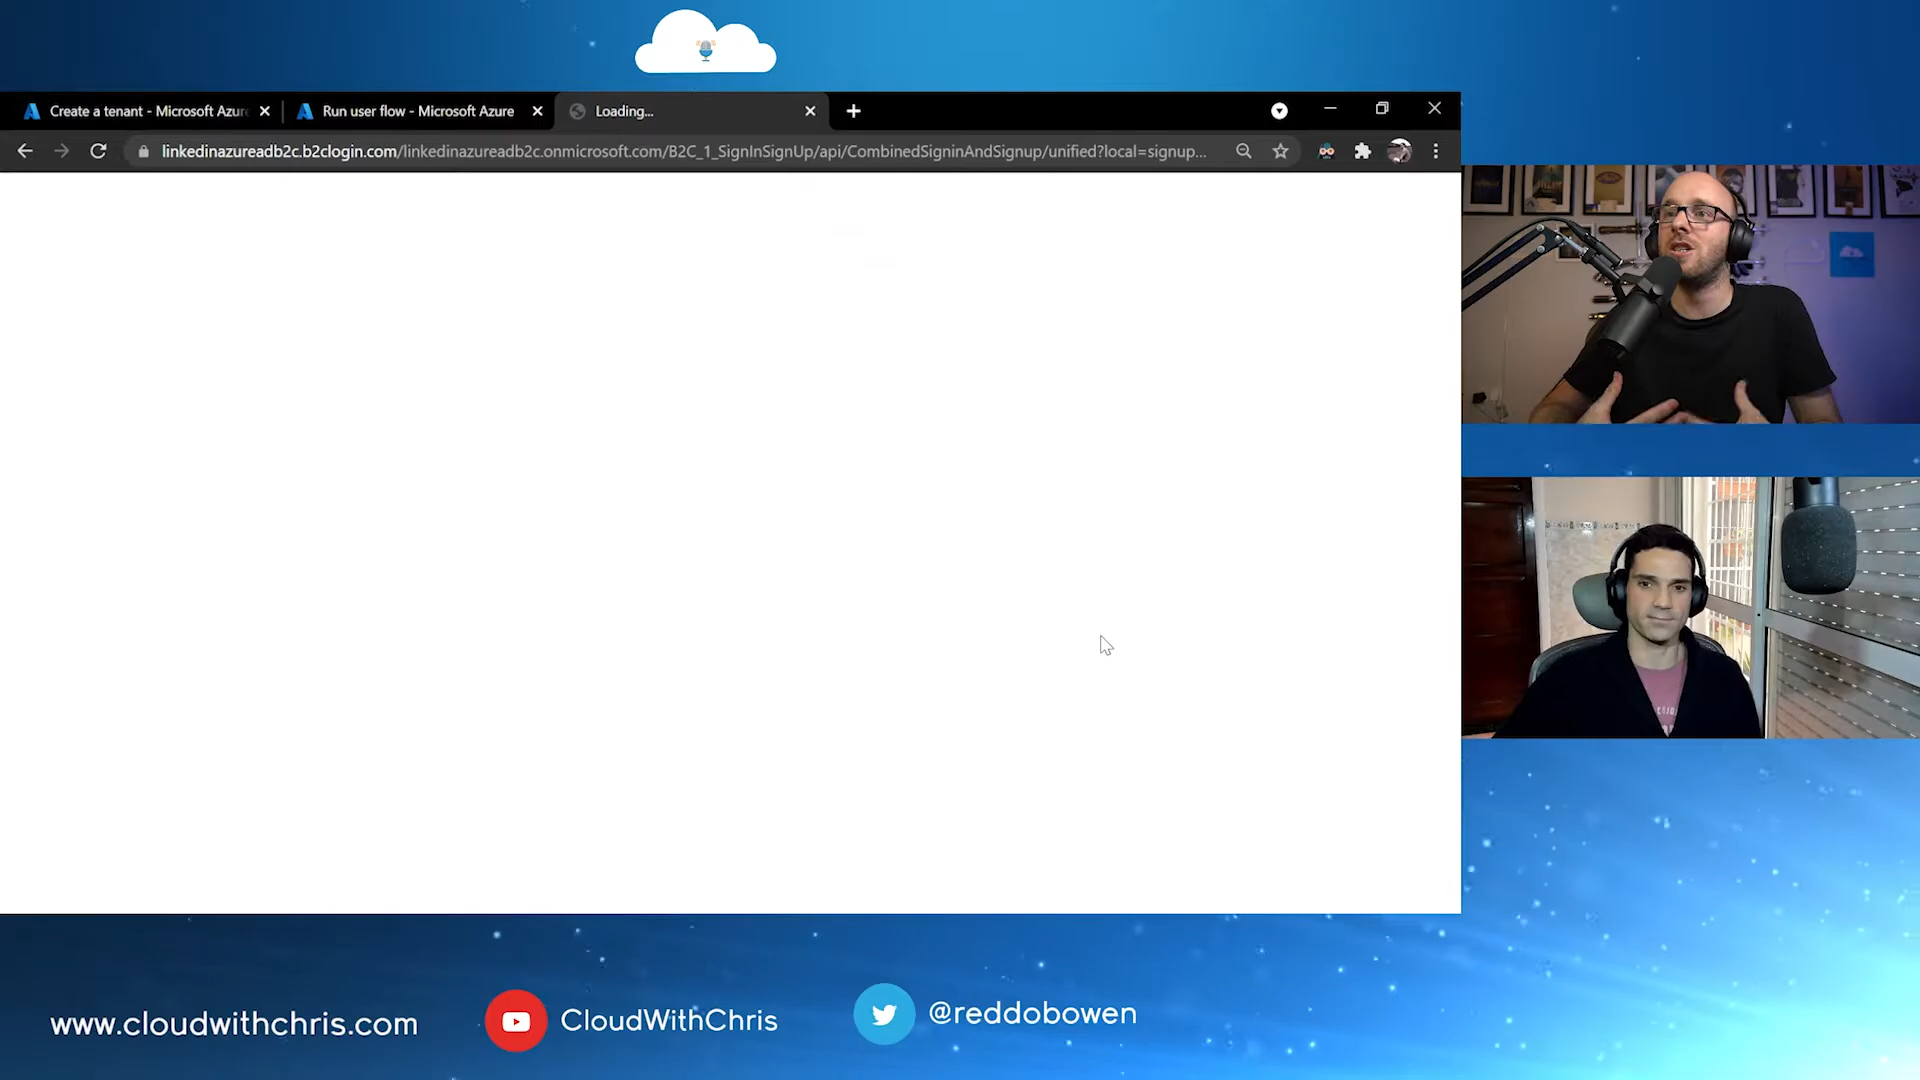 Create a tenant - Microsoft Azur
Run user flow - Microsoft Azure
Loading...
linkedinazureadb2c.b2clogin.com/linkedinazureadb2c.onmicrosoft.com/B2C_1_SignInSignUp/api/CombinedSigninAndSignup/unified?local=signup...
www.cloudwithchris.com
CloudWithChris
@reddobowen